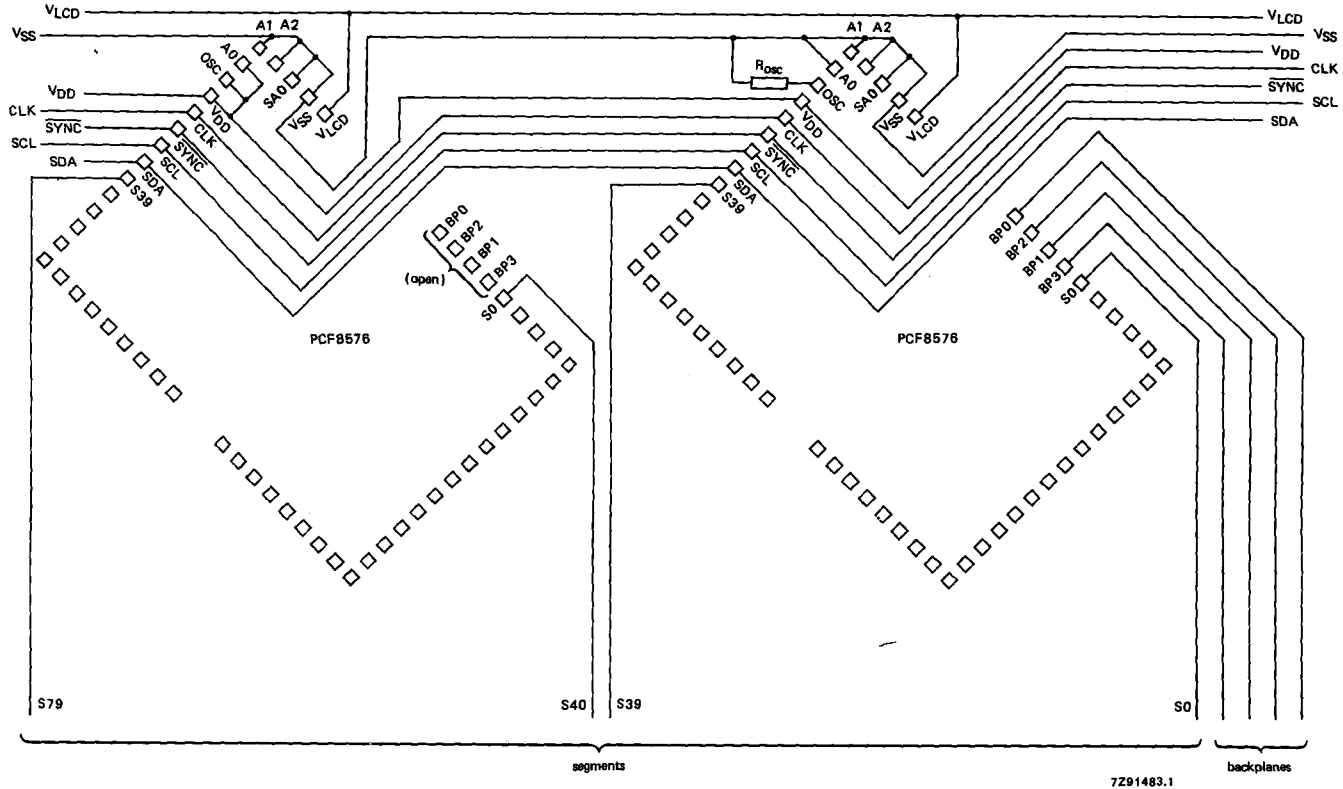 VLCD
VSS
VDD
CLK
SYNC
SCL
SDA
A1 A2
A0
OSC
SA0
VSS
VLCD
VDD
CLK
SYNC
SCL
SDA
S39
BP0
BP2
BP1
BP3
S0
(open)
PCF8576
ROSC
A1 A2
A0
OSC
SA0
VSS
VLCD
VDD
CLK
SYNC
SCL
SDA
S39
BP0
BP2
BP1
BP3
S0
PCF8576
VLCD
VSS
VDD
CLK
SYNC
SCL
SDA
S79
S40
S39
S0
segments
backplanes
7Z91483.1